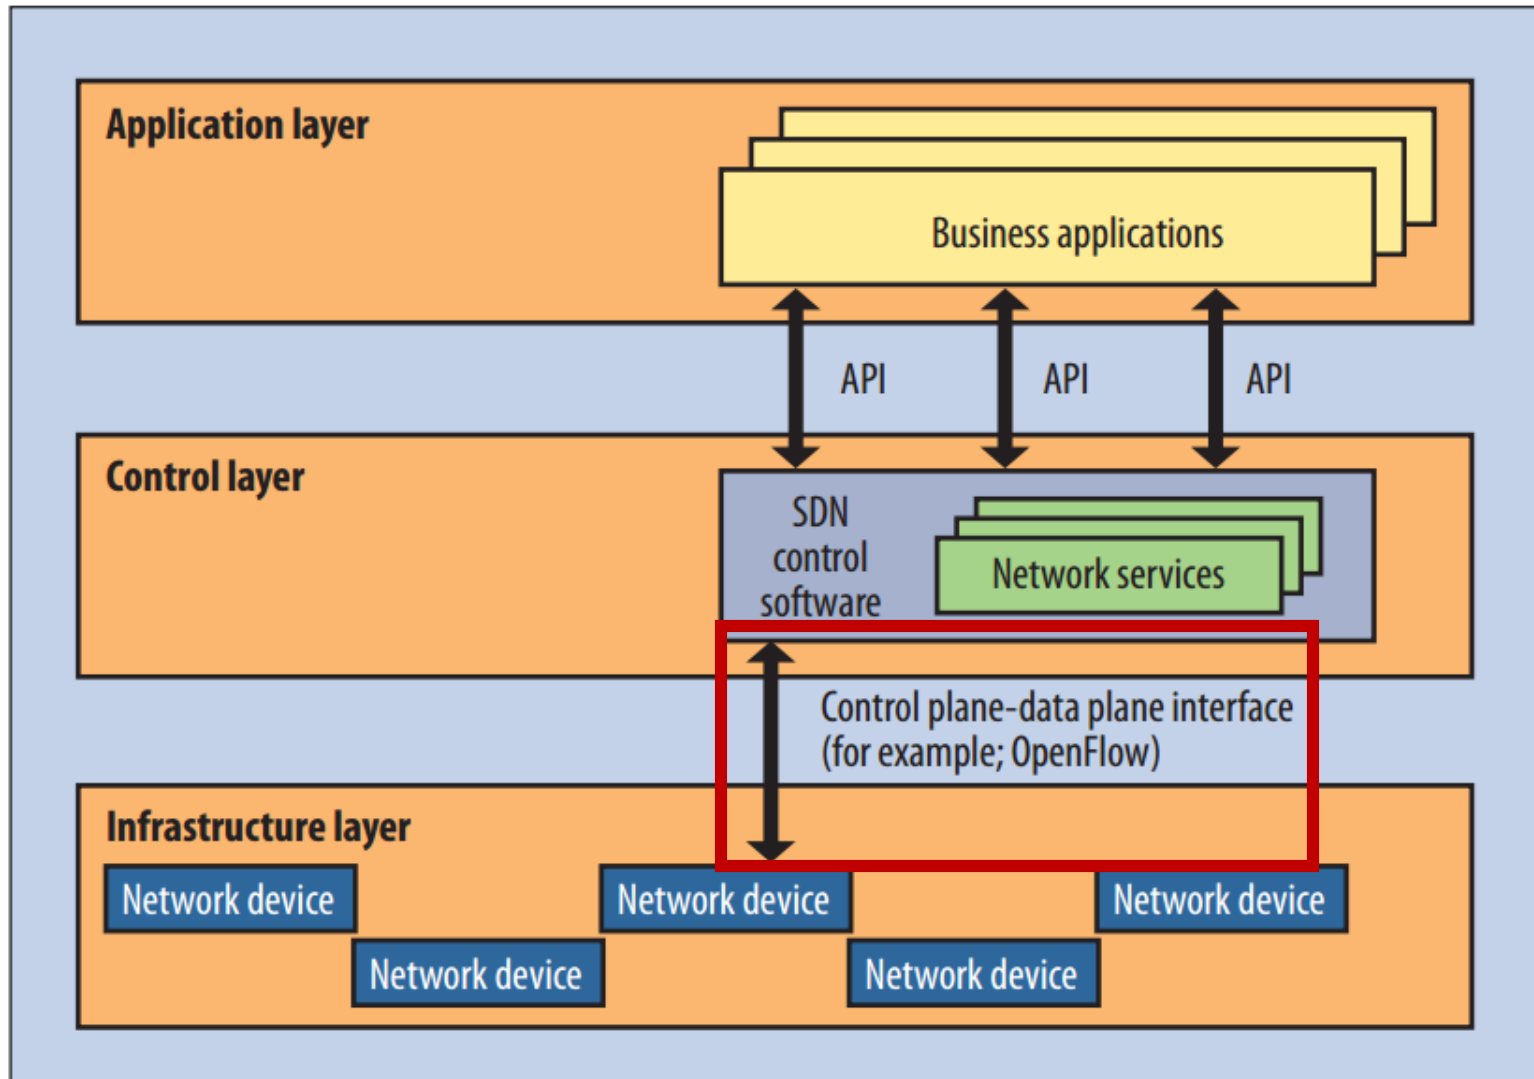 Application layer
Business applications
API
API
API
Control layer
SDN
control
software
Network services
Control plane-data plane interface
(for example; OpenFlow)
Infrastructure layer
Network device
Network device
Network device
Network device
Network device